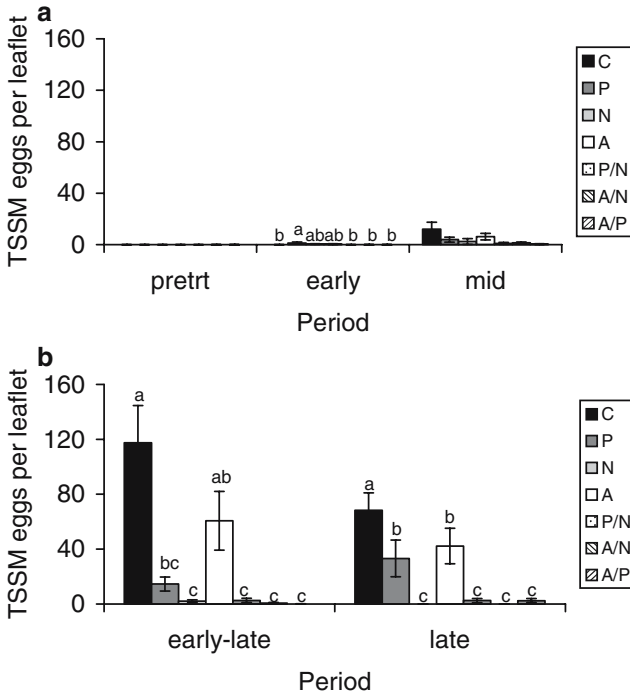 a
TSSM eggs per leaflet
160
120
80
40
0
b a ab ab b b b
pretrt early mid
Period
C
P
N
A
P/N
A/N
A/P
b
TSSM eggs per leaflet
160
120
80
40
0
a bc c ab c c c
a b c b c c c
early-late late
Period
C
P
N
A
P/N
A/N
A/P